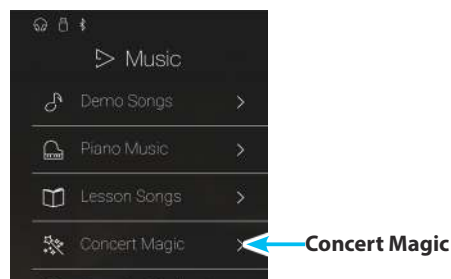 Music
Demo Songs
Piano Music
Lesson Songs
Concert Magic
Concert Magic